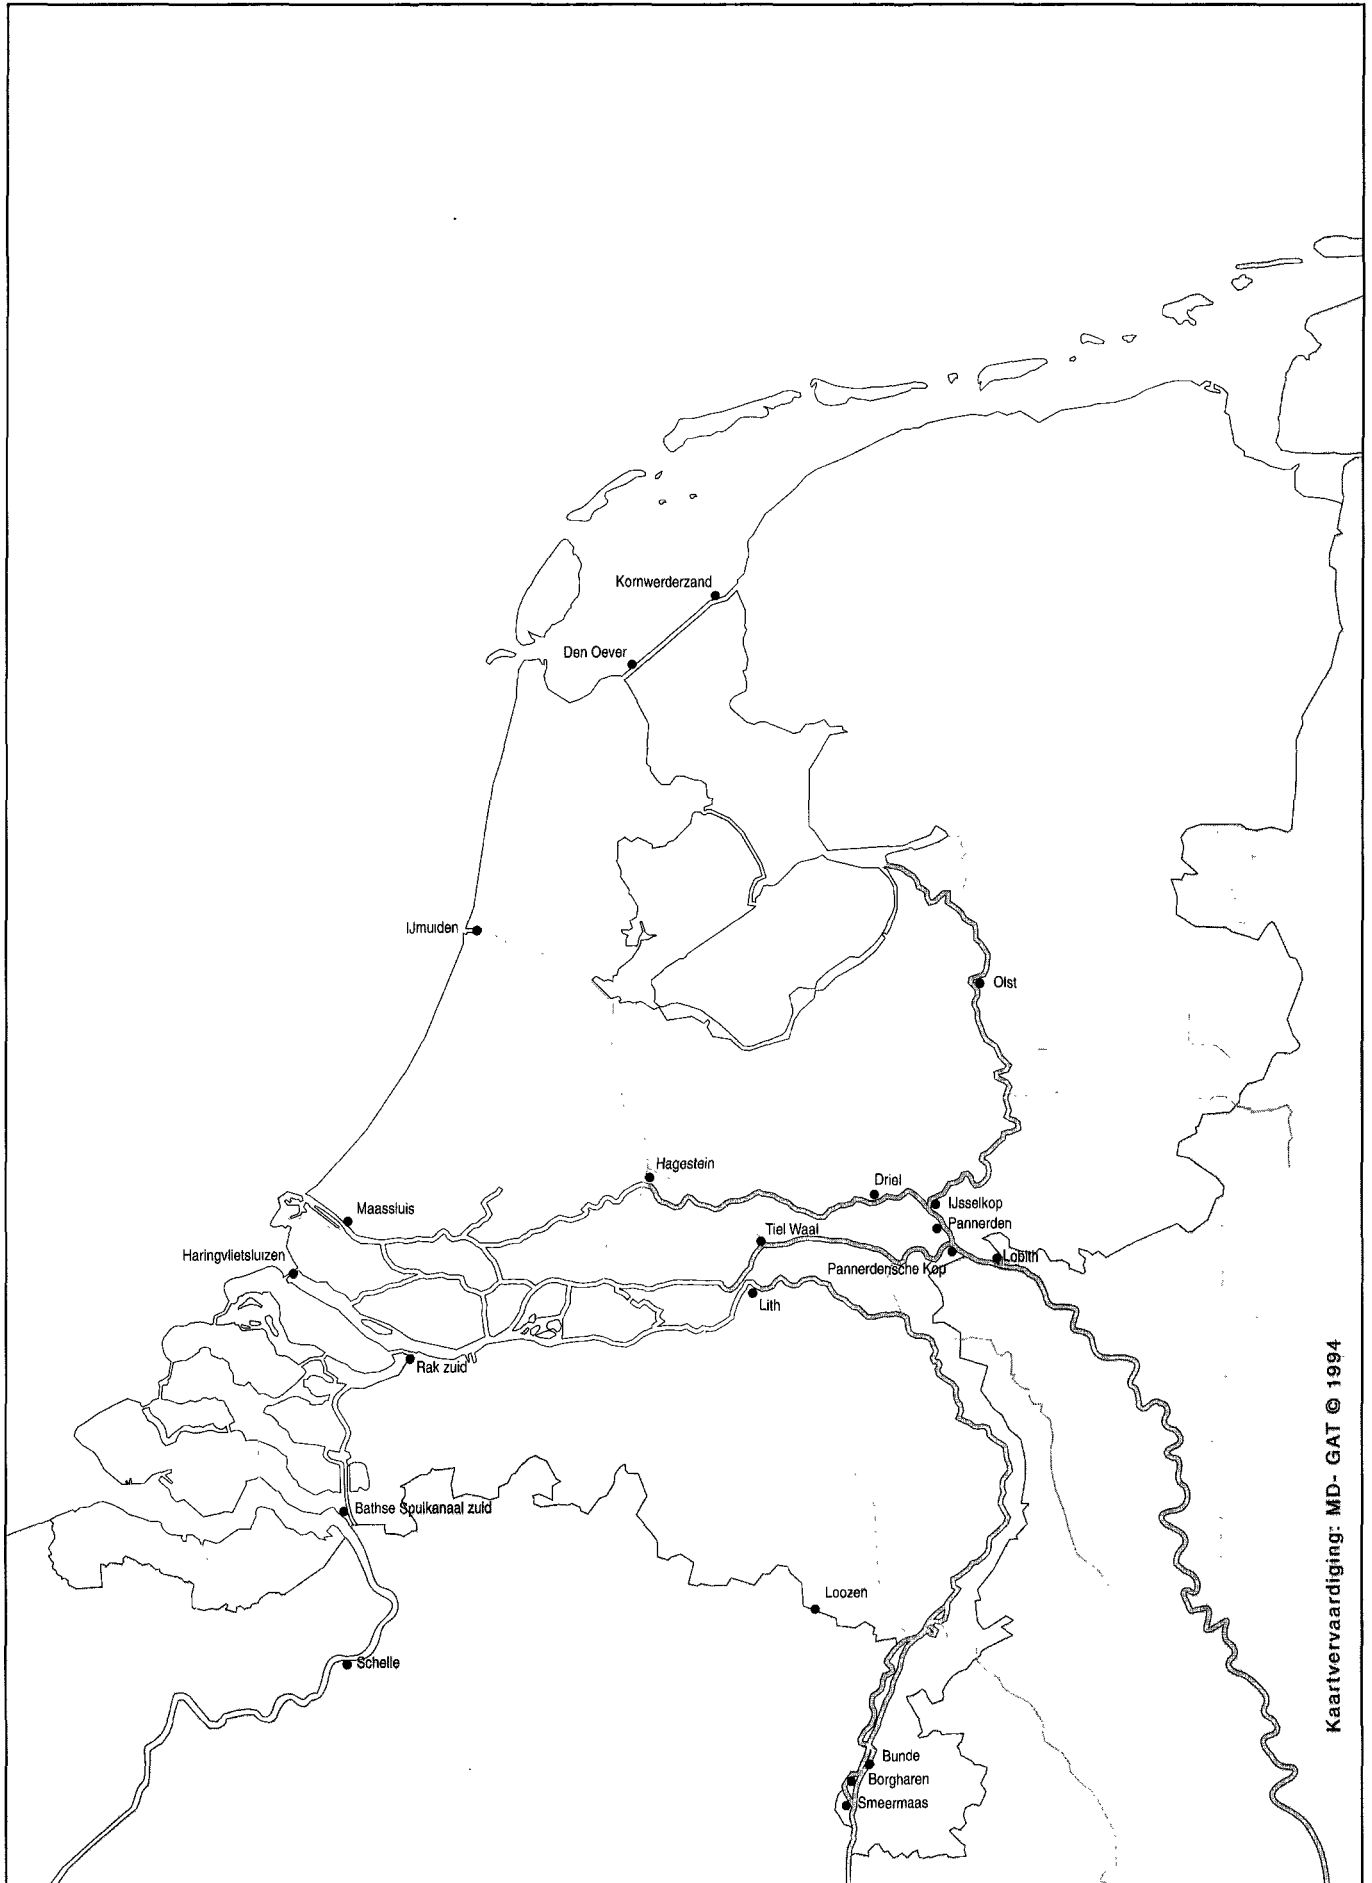 Kornwerderzand
Den Oever
IJmuiden
Olst
Hagestein
Driel
IJsselkop
Maassluis
Pannerden
Tiel Waal
Haringvlietsluizen
Lobith
Pannerdensche Kop
Lith
Rak zuid
Bathse Spuikanaal zuid
Loozen
Schelle
Bunde
Borgharen
Smeermaas
Kaartvervaardiging: MD- GAT © 1994